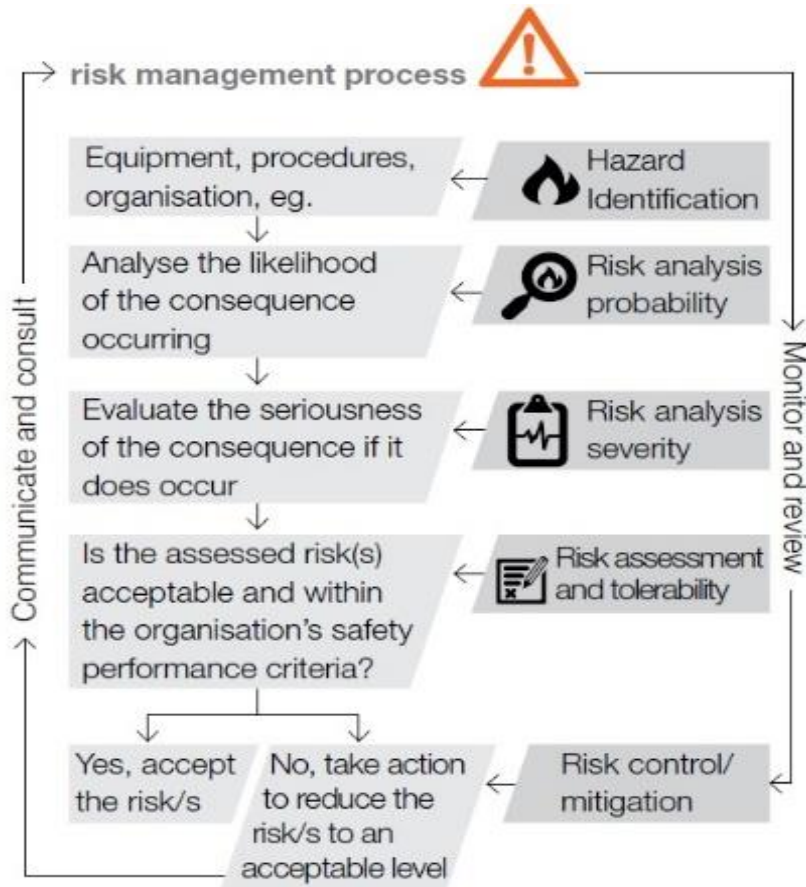 risk management process
Equipment, procedures,
organisation, eg.
Hazard
Identification
Analyse the likelihood
of the consequence
occurring
Risk analysis
probability
Evaluate the seriousness
of the consequence if it
does occur
Risk analysis
severity
Is the assessed risk(s)
acceptable and within
the organisation's safety
performance criteria?
Risk assessment
and tolerability
Yes, accept
the risk/s
No, take action
to reduce the
risk/s to an
acceptable level
Risk control/
mitigation
Communicate and consult
Monitor and review